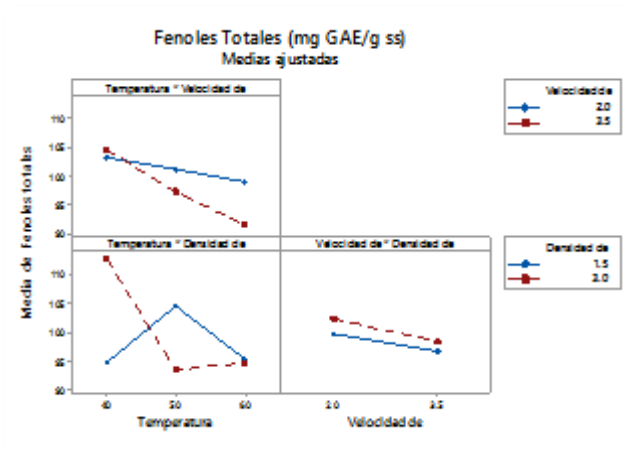 Fenoles Totales (mg GAE/g ss)
Medias ajustadas
Temperatura * Velocidad de
Velocidad de
2.0
3.5
110
105
100
95
90
Media de Fenoles totales
Temperatura * Densidad de
Velocidad de * Densidad de
Densidad de
1.5
3.0
110
105
100
95
90
40
50
60
2.0
3.5
Temperatura
Velocidad de